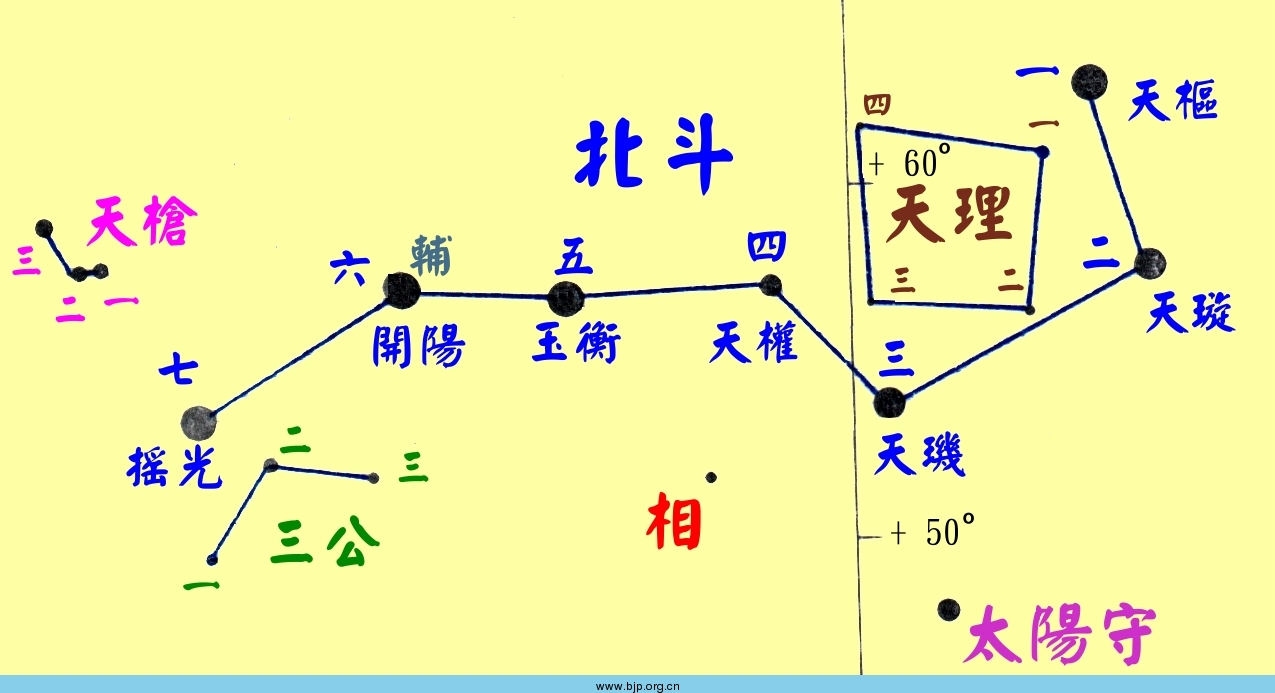 一
天樞
四
一
北斗
+ 60°
天理
天槍
三
二
一
六
輔
五
四
三
二
二
天璇
開陽
玉衡
天權
七
三
天璣
搖光
二
三
三公
一
相
+ 50°
太陽守
www.bjp.org.cn